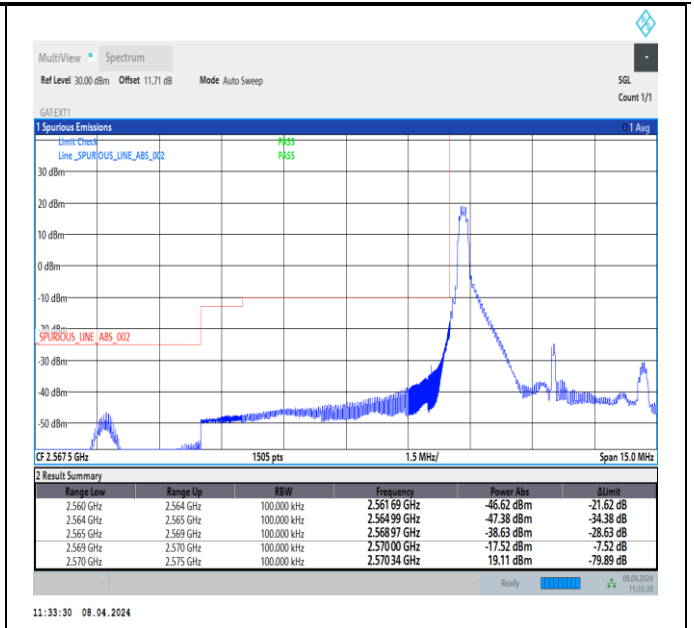 MultiView Spectrum
Ref Level 30.00 dBm Offset 11.71 dB Mode Auto Sweep SGL
Count 1/1
GAT:EXT1
1 Spurious Emissions 1 Avg
Limit Check PASS
Line _SPURIOUS_LINE_ABS_002 PASS
30 dBm
20 dBm
10 dBm
0 dBm
-10 dBm
-20 dBm
SPURIOUS_LINE_ABS_002
-30 dBm
-40 dBm
-50 dBm
CF 2.567 5 GHz 1505 pts 1.5 MHz/ Span 15.0 MHz
2 Result Summary
Range Low Range Up RBW Frequency Power Abs ΔLimit
2.560 GHz 2.564 GHz 100.000 kHz 2.561 69 GHz -46.62 dBm -21.62 dB
2.564 GHz 2.565 GHz 100.000 kHz 2.564 99 GHz -47.38 dBm -34.38 dB
2.565 GHz 2.569 GHz 100.000 kHz 2.568 97 GHz -38.63 dBm -28.63 dB
2.569 GHz 2.570 GHz 100.000 kHz 2.570 00 GHz -17.52 dBm -7.52 dB
2.570 GHz 2.575 GHz 100.000 kHz 2.570 34 GHz 19.11 dBm -79.89 dB
Ready 08.04.2024
11:33:30
11:33:30 08.04.2024